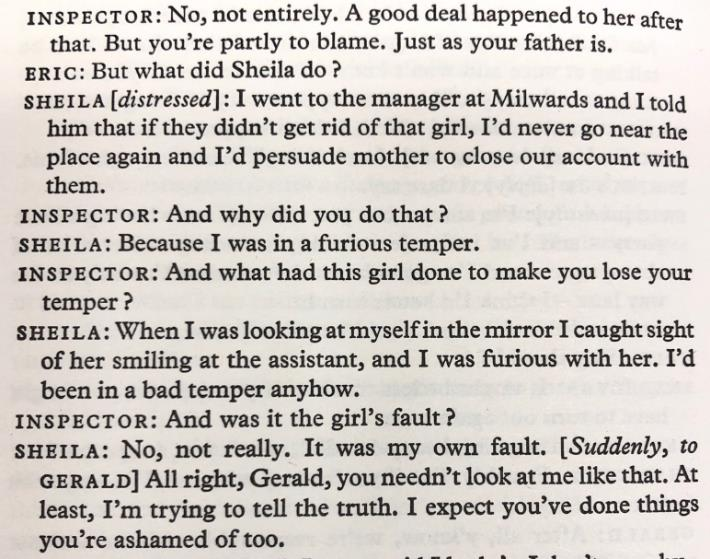 INSPECTOR: No, not entirely. A good deal happened to her after
that. But you're partly to blame. Just as your father is.
ERIC: But what did Sheila do?
SHEILA [distressed]: I went to the manager at Milwards and I told
him that if they didn't get rid of that girl, I'd never go near the
place again and I'd persuade mother to close our account with
them.
INSPECTOR: And why did you do that?
SHEILA: Because I was in a furious temper.
INSPECTOR: And what had this girl done to make you lose your
temper?
SHEILA: When I was looking at myself in the mirror I caught sight
of her smiling at the assistant, and I was furious with her. I'd
been in a bad temper anyhow.
INSPECTOR: And was it the girl's fault?
SHEILA: No, not really. It was my own fault. [Suddenly, to
GERALD] All right, Gerald, you needn't look at me like that. At
least, I'm trying to tell the truth. I expect you've done things
you're ashamed of too.